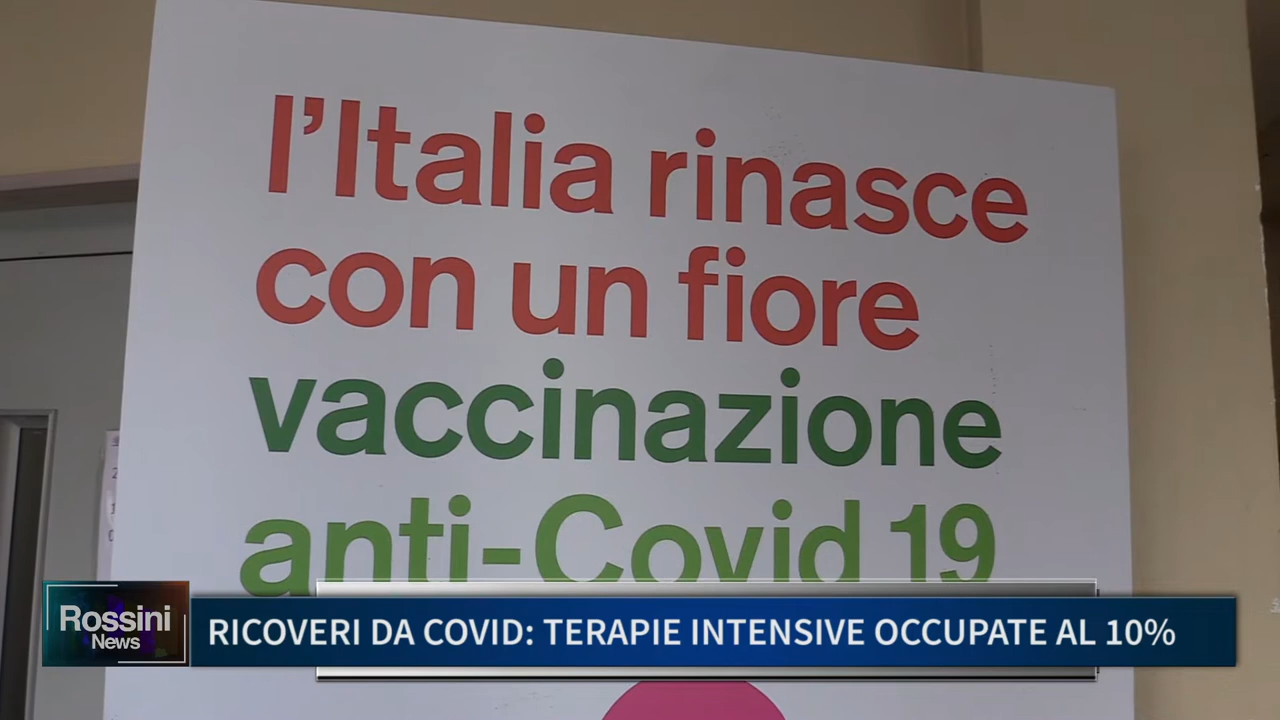 l'Italia rinasce
con un fiore
vaccinazione
anti-Covid 19
Rossini
News
RICOVERI DA COVID: TERAPIE INTENSIVE OCCUPATE AL 10%